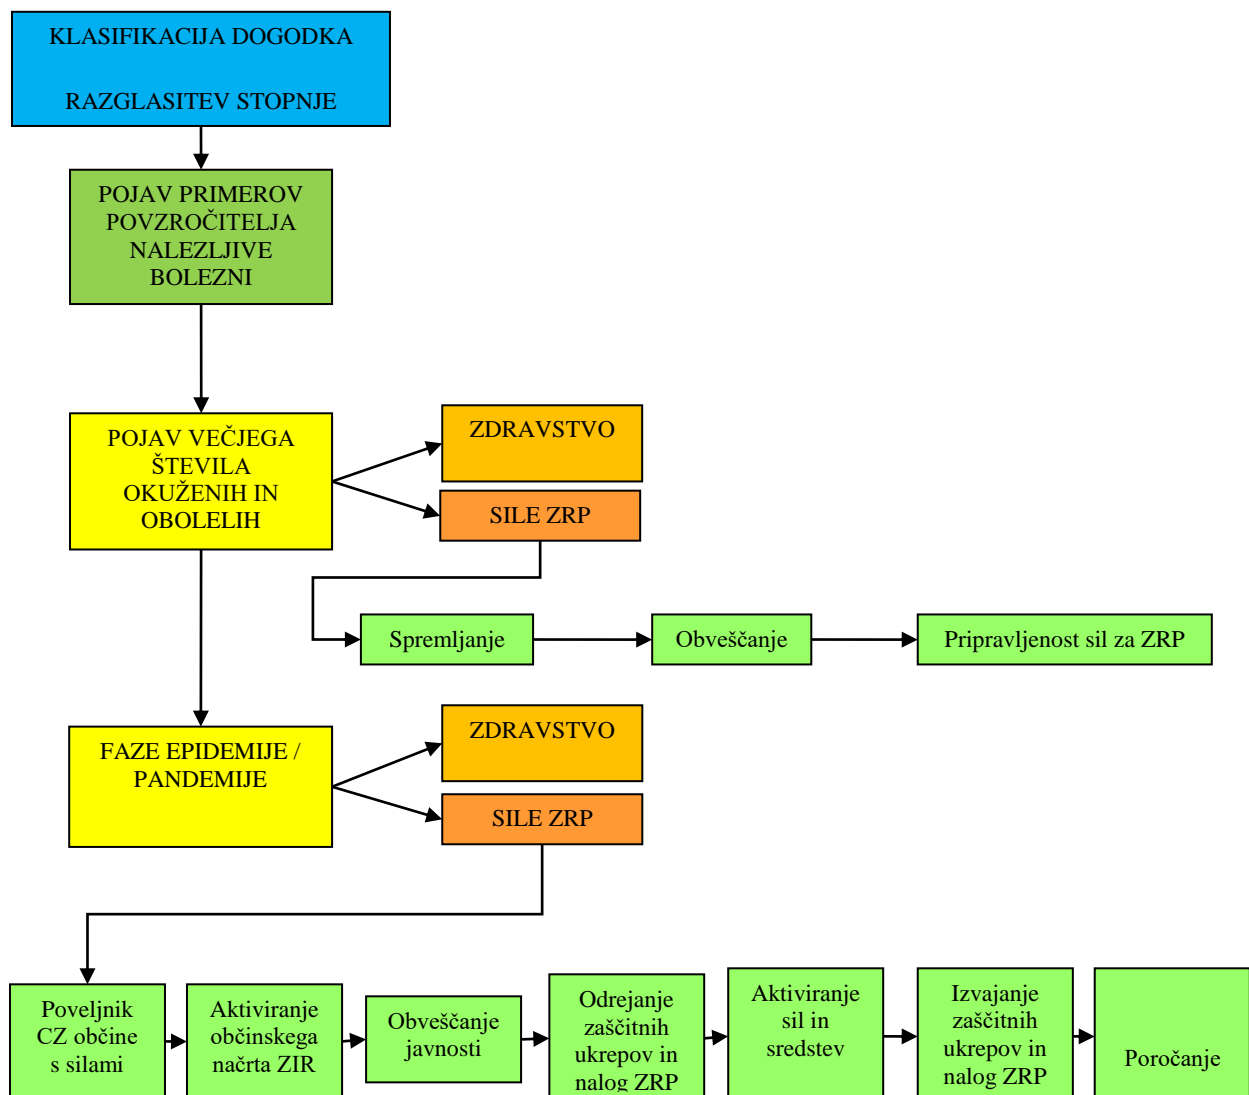 KLASIFIKACIJA DOGODKA
RAZGLASITEV STOPNJE
POJAV PRIMEROV
POVZROČITELJA
NALEZLJIVE
BOLEZNI
POJAV VEČJEGA
ŠTEVILA
OKUŽENIH IN
OBOLELIH
ZDRAVSTVO
SILE ZRP
Spremljanje
Obveščanje
Pripravljenost sil za ZRP
FAZE EPIDEMIJE /
PANDEMIJE
ZDRAVSTVO
SILE ZRP
Poveljnik
CZ občine
s silami
Aktiviranje
občinskega
načrta ZIR
Obveščanje
javnosti
Odrejanje
zaščitnih
ukrepov in
nalog ZRP
Aktiviranje
sil in
sredstev
Izvajanje
zaščitnih
ukrepov in
nalog ZRP
Poročanje